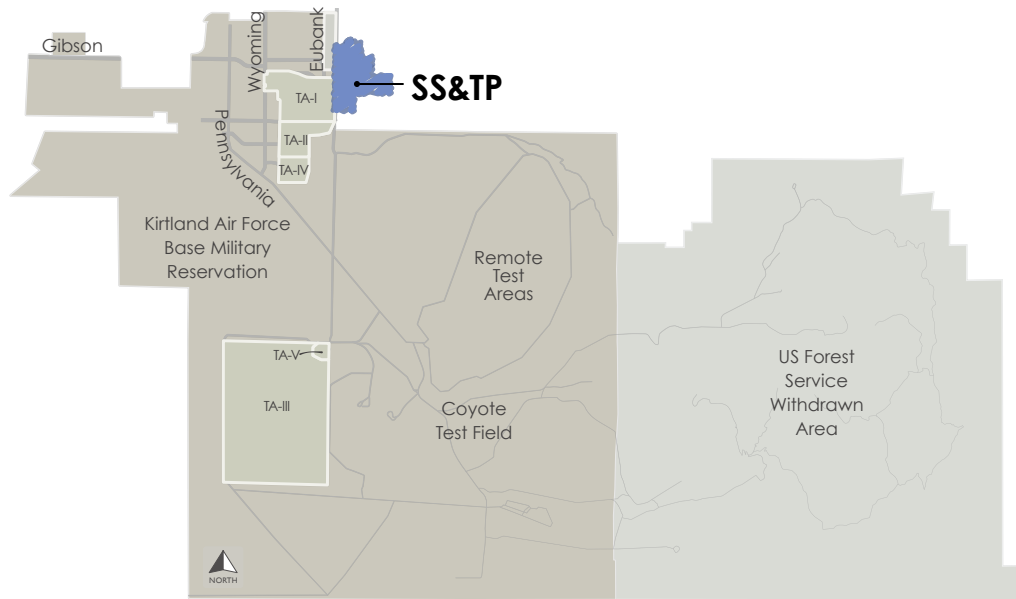 Gibson
Wyoming
Eubank
SS&TP
TA-I
Pennsylvania
TA-II
TA-IV
Kirtland Air Force
Base Military
Reservation
Remote
Test
Areas
TA-V
US Forest
Service
Withdrawn
Area
TA-III
Coyote
Test Field
NORTH